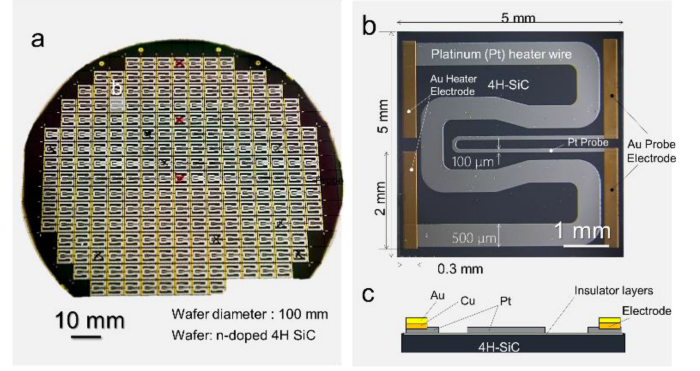 a
b
10 mm
Wafer diameter : 100 mm
Wafer: n-doped 4H SiC
b
5 mm
5 mm
Platinum (Pt) heater wire
4H-SiC
Au Heater
Electrode
Pt Probe
100 µm
Au Probe
Electrode
2 mm
500 µm
1 mm
0.3 mm
c
Au
Cu
Pt
Insulator layers
Electrode
4H-SiC